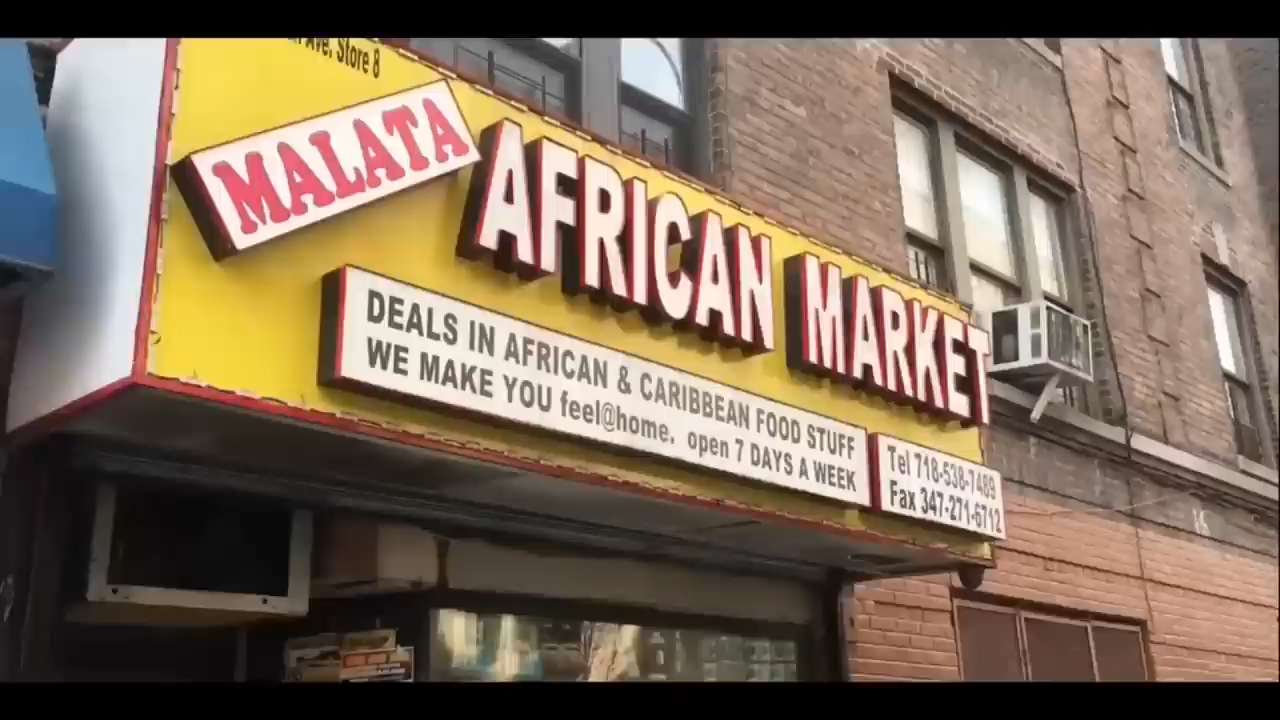 Ave. Store 8
MALATA
AFRICAN MARKET
DEALS IN AFRICAN & CARIBBEAN FOOD STUFF
WE MAKE YOU feel@home. open 7 DAYS A WEEK
Tel 718-538-7489
Fax 347-271-6712